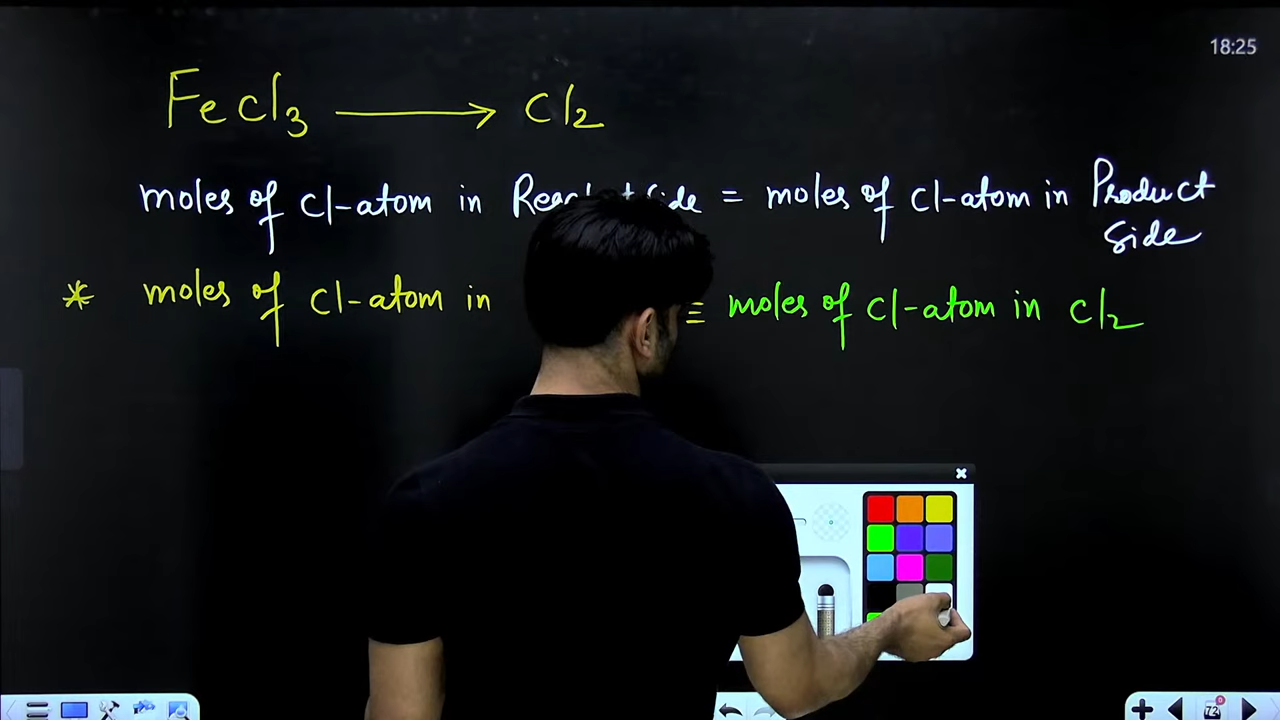 18:25
FeCl3 ⟶ Cl2
moles of Cl-atom in = moles of Cl-atom in Product side
* moles of Cl-atom in = moles of Cl-atom in Cl2
72